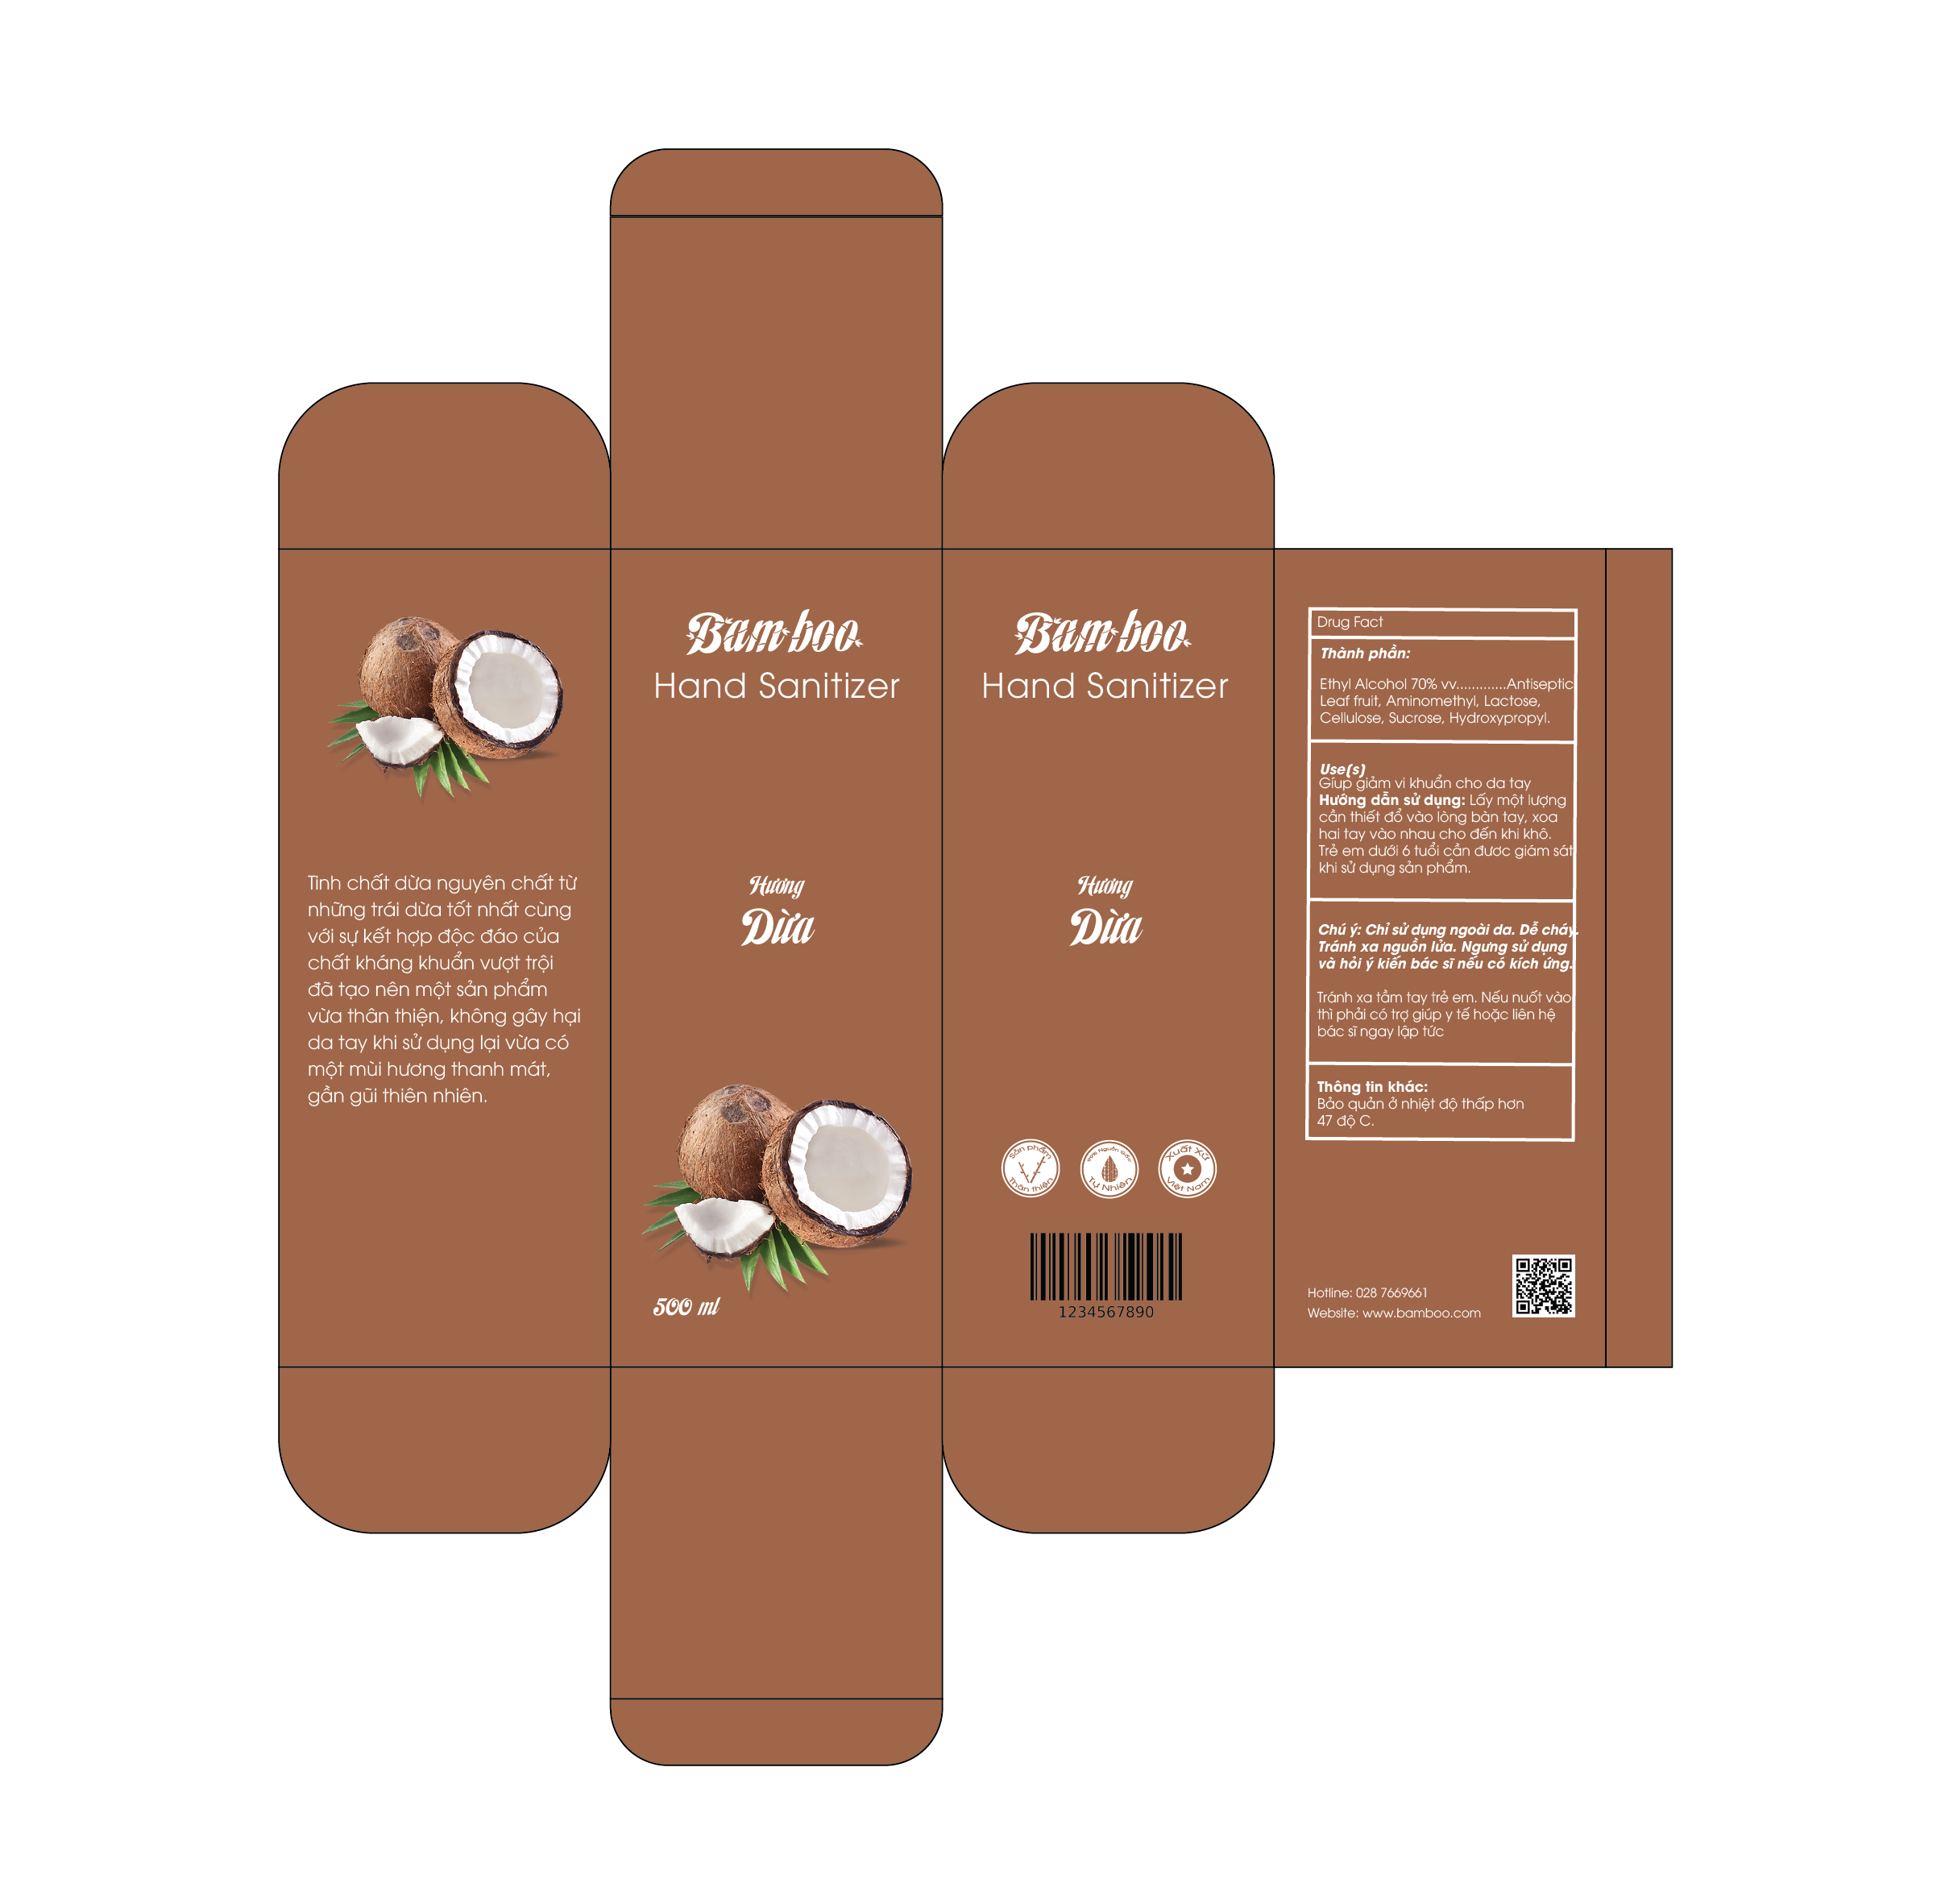 Tinh chất dừa nguyên chất từ
những trái dừa tốt nhất cùng
với sự kết hợp độc đáo của
chất kháng khuẩn vượt trội
đã tạo nên một sản phẩm
vừa thân thiện, không gây hại
da tay khi sử dụng lại vừa có
một mùi hương thanh mát,
gần gũi thiên nhiên.
Bamboo
Hand Sanitizer
Hương
Dừa
500 ml
Bamboo
Hand Sanitizer
Hương
Dừa
Sản phẩm
Thân thiện
Nguồn Gốc
Tự Nhiên
Xuất Xứ
Việt Nam
1234567890
Drug Fact
Thành phần:
Ethyl Alcohol 70% vv.............Antiseptic
Leaf fruit, Aminomethyl, Lactose,
Cellulose, Sucrose, Hydroxypropyl.
Use(s)
Gíup giảm vi khuẩn cho da tay
Hướng dẫn sử dụng: Lấy một lượng
cần thiết đổ vào lòng bàn tay, xoa
hai tay vào nhau cho đến khi khô.
Trẻ em dưới 6 tuổi cần đươc giám sát
khi sử dụng sản phẩm.
Chú ý: Chỉ sử dụng ngoài da. Dễ cháy.
Tránh xa nguồn lửa. Ngưng sử dụng
và hỏi ý kiến bác sĩ nếu có kích ứng.
Tránh xa tầm tay trẻ em. Nếu nuốt vào
thì phải có trợ giúp y tế hoặc liên hệ
bác sĩ ngay lập tức
Thông tin khác:
Bảo quản ở nhiệt độ thấp hơn
47 độ C.
Hotline: 028 7669661
Website: www.bamboo.com